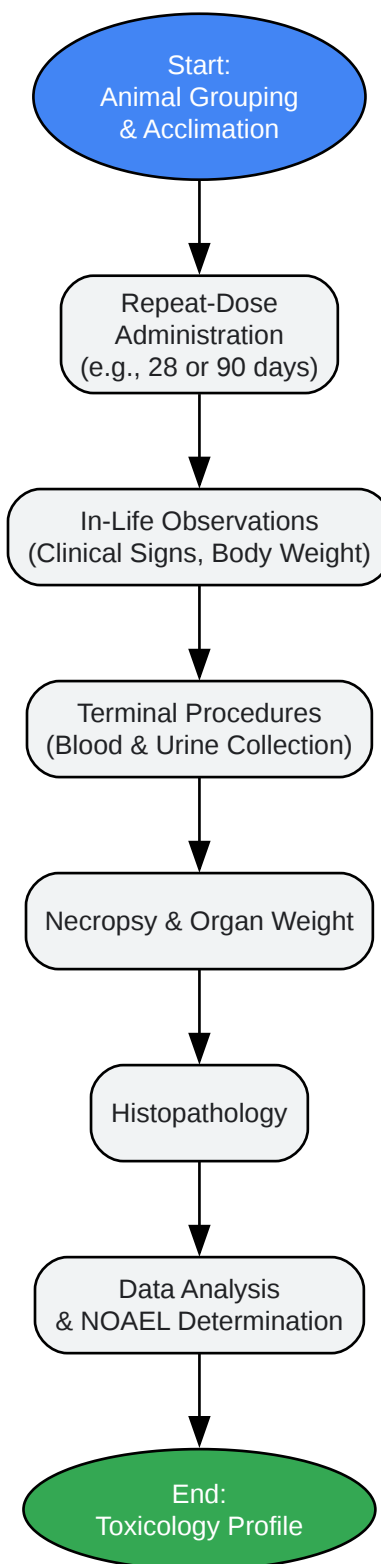 Start:
Animal Grouping
& Acclimation
Repeat-Dose
Administration
(e.g., 28 or 90 days)
In-Life Observations
(Clinical Signs, Body Weight)
Terminal Procedures
(Blood & Urine Collection)
Necropsy & Organ Weight
Histopathology
Data Analysis
& NOAEL Determination
End:
Toxicology Profile